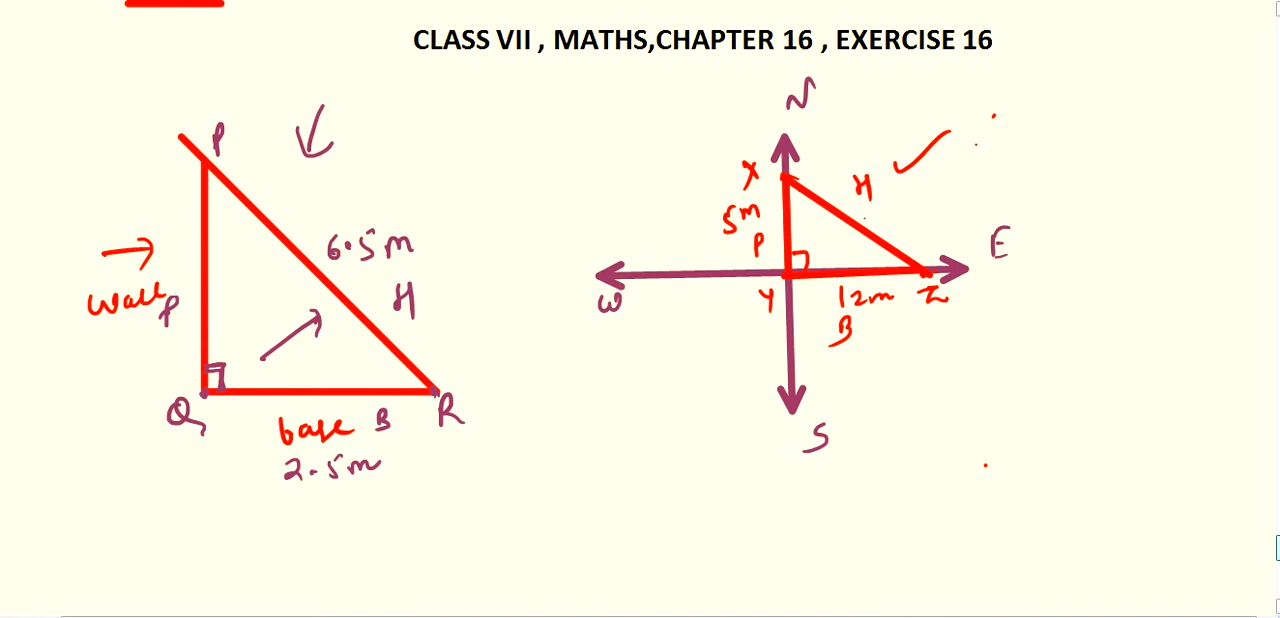 CLASS VII , MATHS,CHAPTER 16 , EXERCISE 16
P
6.5m
H
Wall
P
Q
R
base B
2.5m
N
X
H
5m
P
E
W
Y
12m
Z
B
S